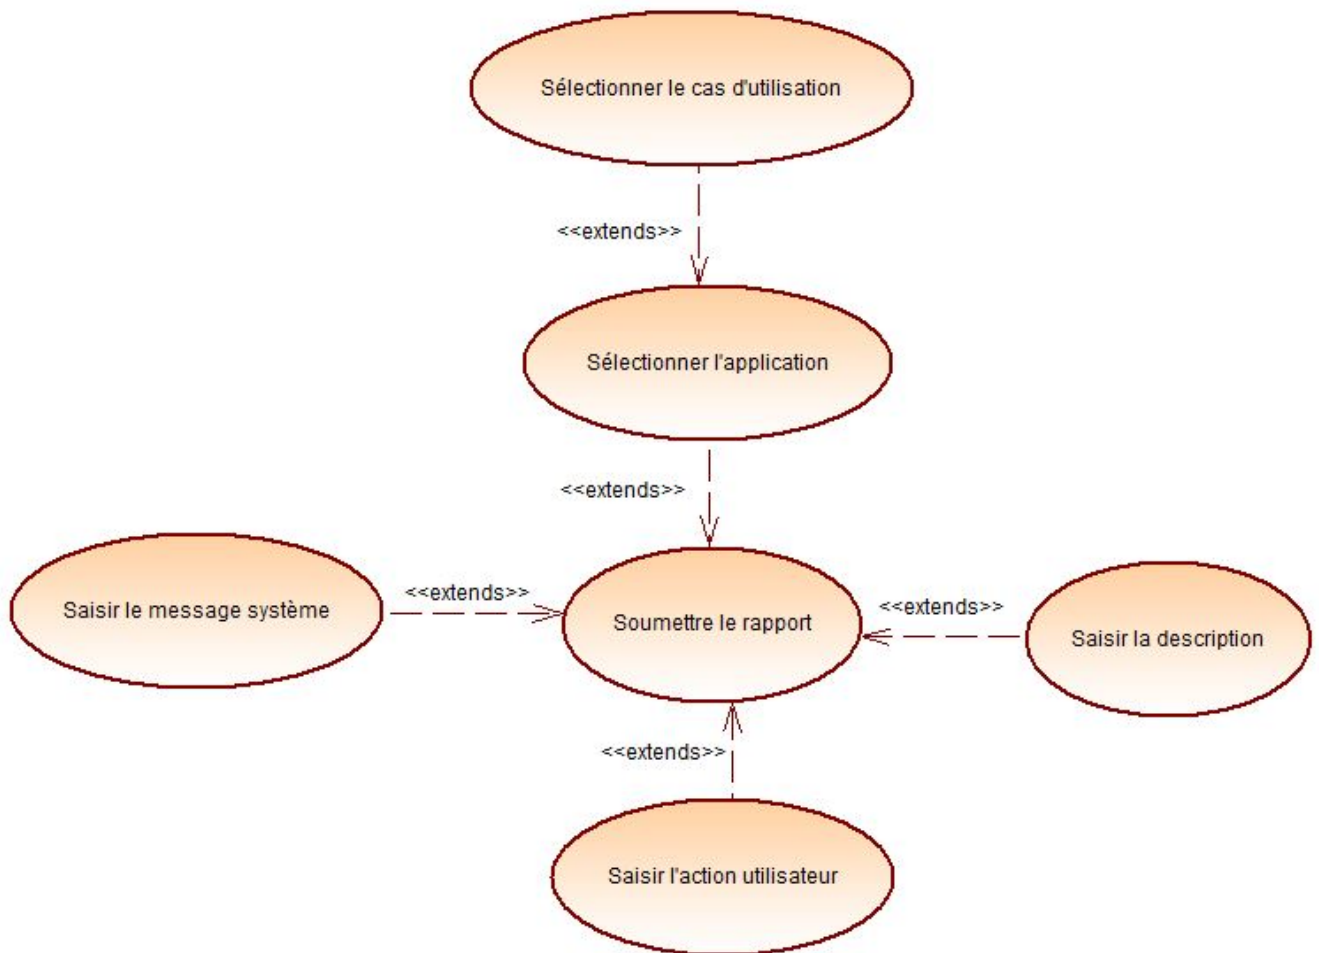 Sélectionner le cas d'utilisation
<<extends>>
Sélectionner l'application
<<extends>>
Saisir le message système
<<extends>>
Soumettre le rapport
<<extends>>
Saisir la description
<<extends>>
Saisir l'action utilisateur